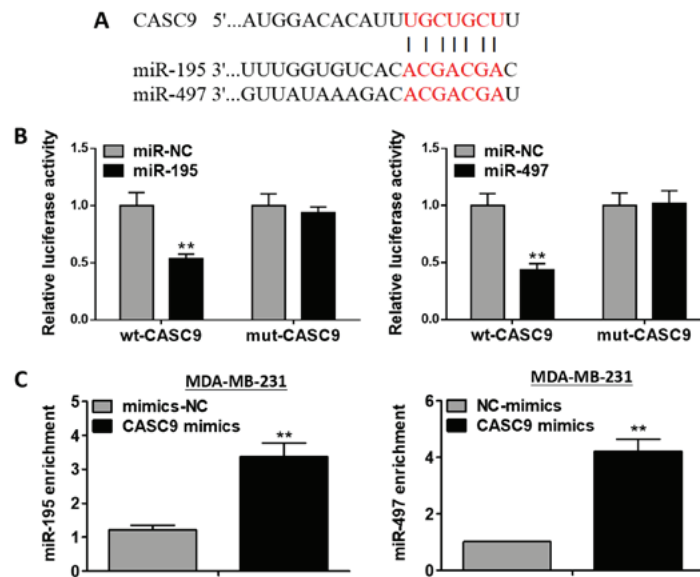 A
CASC9 5'...AUGGACACAUUUGCUGCUU
miR-195 3'...UUUGGUGUCACACGACGAC
miR-497 3'...GUUAUAAAGACACGACGAU
B
Relative luciferase activity
1.5
1.0
0.5
0.0
miR-NC
miR-195
**
wt-CASC9 mut-CASC9
Relative luciferase activity
1.5
1.0
0.5
0.0
miR-NC
miR-497
**
wt-CASC9 mut-CASC9
C
MDA-MB-231
miR-195 enrichment
5
4
3
2
1
0
mimics-NC
CASC9 mimics
**
MDA-MB-231
miR-497 enrichment
6
4
2
0
NC-mimics
CASC9 mimics
**